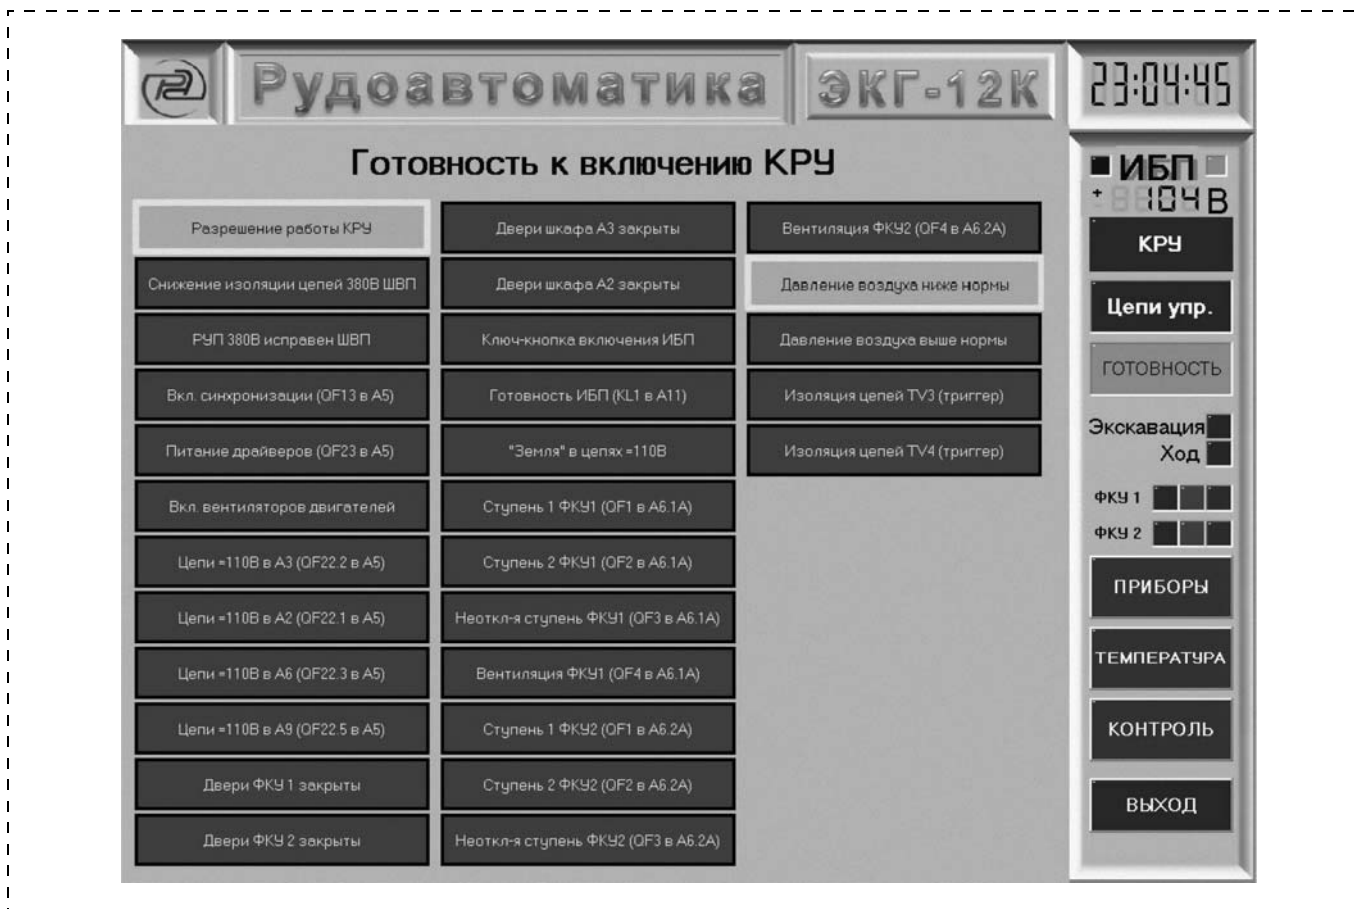 Рудоавтоматика
ЭКГ-12К
23:04:45
Готовность к включению КРУ
Разрешение работы КРУ
Снижение изоляции цепей 380В ШВП
РУП 380В исправен ШВП
Вкл. синхронизации (QF13 в А5)
Питание драйверов (QF23 в А5)
Вкл. вентиляторов двигателей
Цепи =110В в А3 (QF22.2 в А5)
Цепи =110В в А2 (QF22.1 в А5)
Цепи =110В в А6 (QF22.3 в А5)
Цепи =110В в А9 (QF22.5 в А5)
Двери ФКУ 1 закрыты
Двери ФКУ 2 закрыты
Двери шкафа А3 закрыты
Двери шкафа А2 закрыты
Ключ-кнопка включения ИБП
Готовность ИБП (KL1 в А11)
"Земля" в цепях =110В
Ступень 1 ФКУ1 (QF1 в А6.1А)
Ступень 2 ФКУ1 (QF2 в А6.1А)
Неоткл-я ступень ФКУ1 (QF3 в А6.1А)
Вентиляция ФКУ1 (QF4 в А6.1А)
Ступень 1 ФКУ2 (QF1 в А6.2А)
Ступень 2 ФКУ2 (QF2 в А6.2А)
Неоткл-я ступень ФКУ2 (QF3 в А6.2А)
Вентиляция ФКУ2 (QF4 в А6.2А)
Давление воздуха ниже нормы
Давление воздуха выше нормы
Изоляция цепей TV3 (триггер)
Изоляция цепей TV4 (триггер)
ИБП
+ 104 В
КРУ
Цепи упр.
ГОТОВНОСТЬ
Экскавация
Ход
ФКУ 1
ФКУ 2
ПРИБОРЫ
ТЕМПЕРАТУРА
КОНТРОЛЬ
ВЫХОД